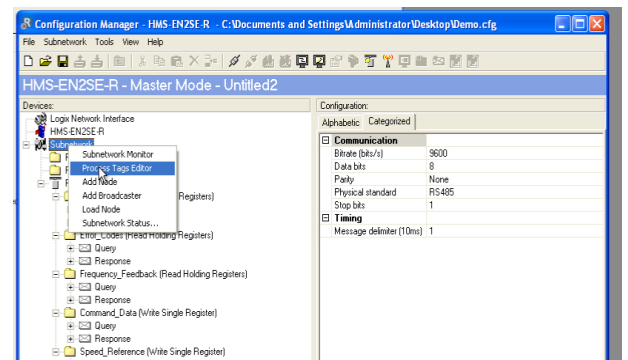 Configuration Manager - HMS-EN2SE-R - C:\Documents and Settings\Administrator\Desktop\Demo.cfg
File Subnetwork Tools View Help
HMS-EN2SE-R - Master Mode - Untitled2
Devices:
Logix Network Interface
HMS-EN2SE-R
Subnetwork
Subnetwork Monitor
Process Tags Editor
Add Node
Add Broadcaster
Load Node
Subnetwork Status...
Registers)
Error_Codes (Read Holding Registers)
Query
Response
Frequency_Feedback (Read Holding Registers)
Query
Response
Command_Data (Write Single Register)
Query
Response
Speed_Reference (Write Single Register)
Configuration:
Alphabetic Categorized
Communication
Bitrate (bits/s) 9600
Data bits 8
Parity None
Physical standard RS485
Stop bits 1
Timing
Message delimiter (10ms) 1